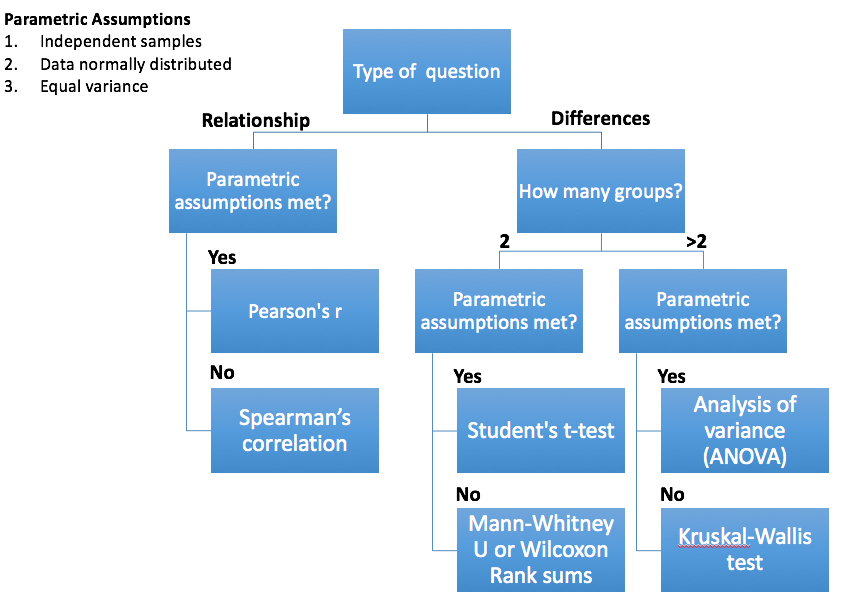 Parametric Assumptions
1. Independent samples
2. Data normally distributed
3. Equal variance
Type of question
Relationship
Differences
Parametric
assumptions met?
How many groups?
2
>2
Yes
Pearson's r
No
Spearman’s
correlation
Parametric
assumptions met?
Yes
Student's t-test
No
Mann-Whitney
U or Wilcoxon
Rank sums
Parametric
assumptions met?
Yes
Analysis of
variance
(ANOVA)
No
Kruskal-Wallis
test